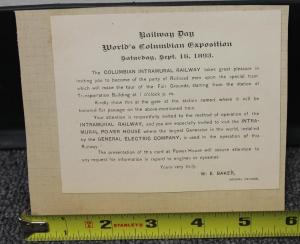 Railway Day
World's Columbian Exposition
Saturday, Sept. 16, 1893.
The COLUMBIAN INTRAMURAL RAILWAY takes great pleasure in
inviting you to become of the party of Railroad men upon the special train
which will make the tour of the Fair Grounds, starting from the station at
Transportation Building at 1 o'clock p. m.
Kindly show this at the gate of the station named where it will be
honored for passage on the above-mentioned train.
Your attention is respectfully invited to the method of operation of the
INTRAMURAL RAILWAY, and you are especially invited to visit the INTRA-
MURAL POWER HOUSE where the largest Generator in the world, installed
by the GENERAL ELECTRIC COMPANY, is used in the operation of the
Railway.
The presentation of this card at Power House will secure attention to
any request for information in regard to engines or dynamos.
Yours very truly,
W. E. BAKER,
1 2 3 4 5
STANLEY